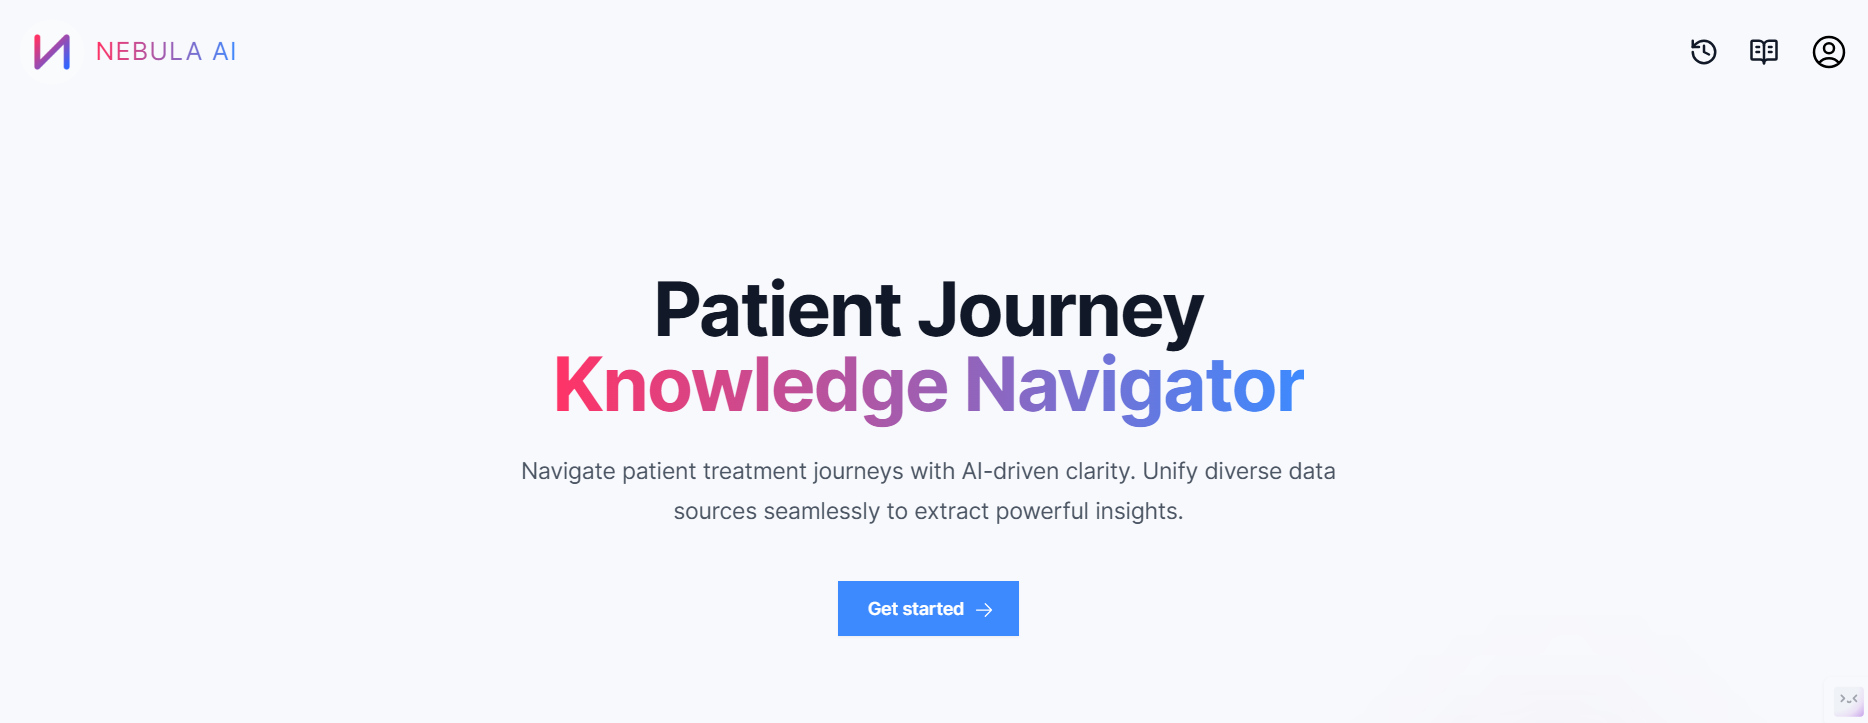 NEBULA AI
Patient Journey
Knowledge Navigator
Navigate patient treatment journeys with AI-driven clarity. Unify diverse data
sources seamlessly to extract powerful insights.
Get started